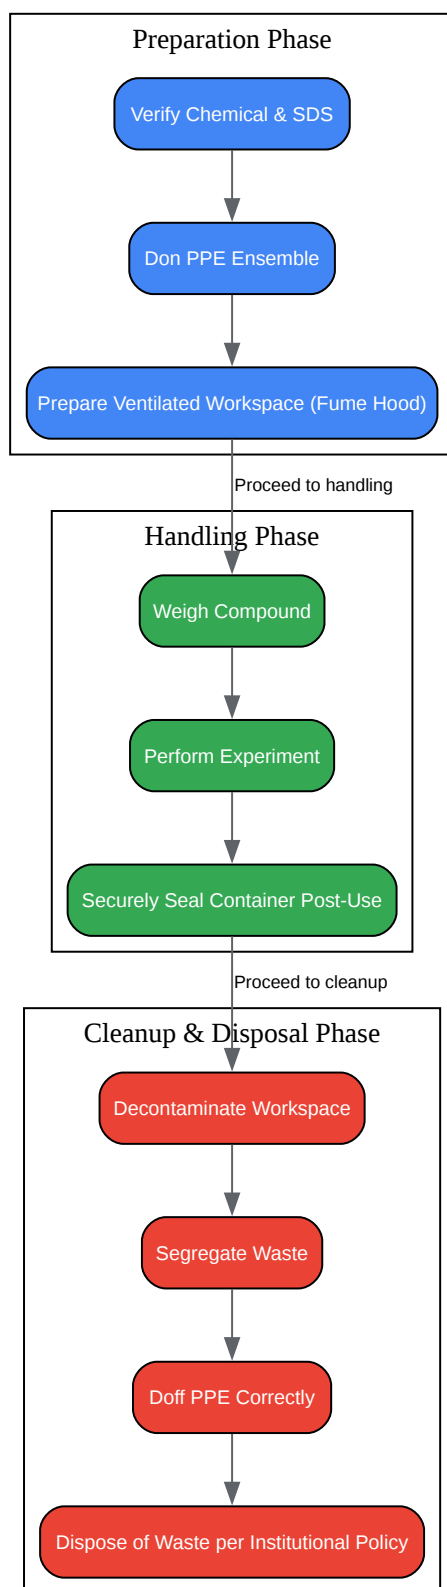 Preparation Phase
Verify Chemical & SDS
Don PPE Ensemble
Prepare Ventilated Workspace (Fume Hood)
Proceed to handling
Handling Phase
Weigh Compound
Perform Experiment
Securely Seal Container Post-Use
Proceed to cleanup
Cleanup & Disposal Phase
Decontaminate Workspace
Segregate Waste
Doff PPE Correctly
Dispose of Waste per Institutional Policy